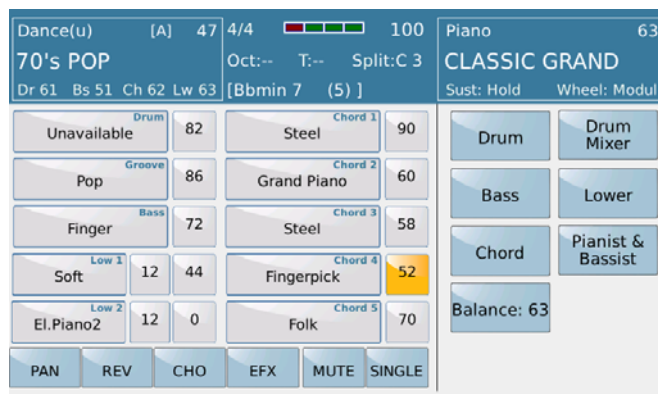 Dance(u) [A] 47
70's POP
Dr 61 Bs 51 Ch 62 Lw 63
4/4 100
Oct:-- T:-- Split:C 3
[Bbmin 7 (5) ]
Piano 63
CLASSIC GRAND
Sust: Hold Wheel: Modul
Drum
Unavailable 82
Groove
Pop 86
Bass
Finger 72
Low 1
Soft 12 44
Low 2
El.Piano2 12 0
Chord 1
Steel 90
Chord 2
Grand Piano 60
Chord 3
Steel 58
Chord 4
Fingerpick 52
Chord 5
Folk 70
Drum
Drum
Mixer
Bass
Lower
Chord
Pianist &
Bassist
Balance: 63
PAN REV CHO EFX MUTE SINGLE